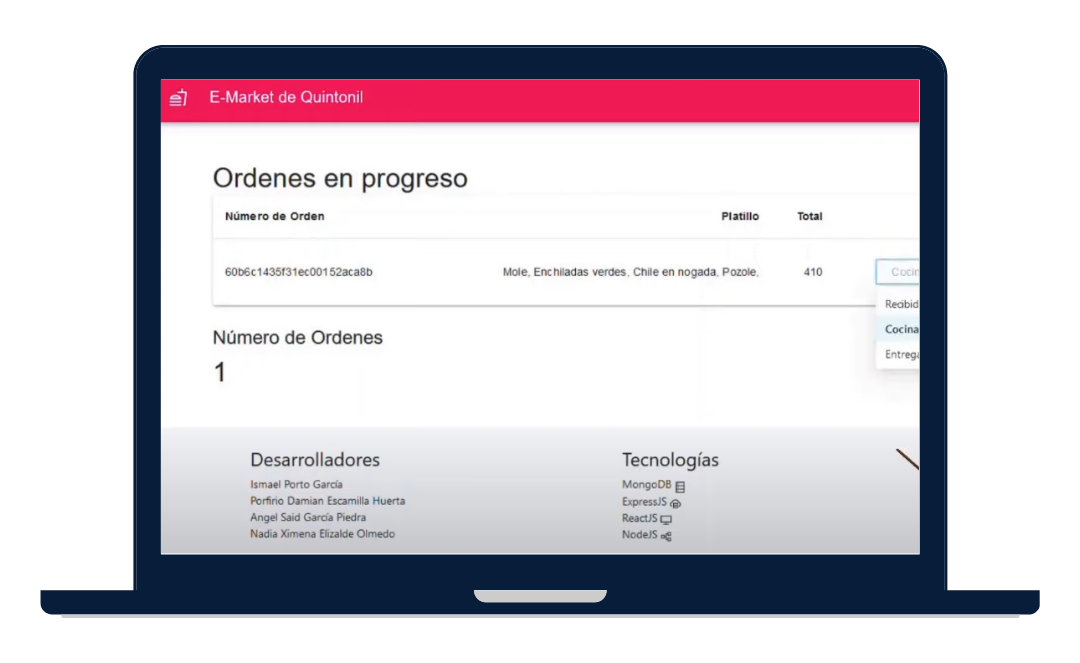 E-Market de Quintonil
Ordenes en progreso
Número de Orden Platillo Total
60b6c1435f31ec00152aca8b Mole, Enchiladas verdes, Chile en nogada, Pozole, 410 Cocin
Recibid
Cocina
Entrega
Número de Ordenes
1
Desarrolladores
Ismael Porto García
Porfirio Damian Escamilla Huerta
Angel Said García Piedra
Nadia Ximena Elizalde Olmedo
Tecnologías
MongoDB
ExpressJS
ReactJS
NodeJS